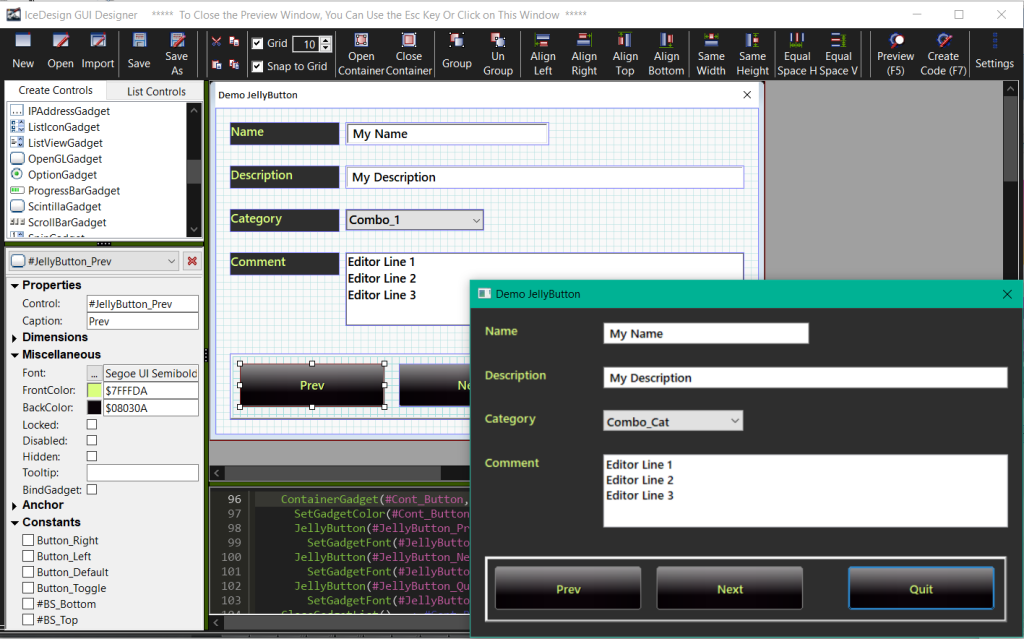 IceDesign GUI Designer ***** To Close the Preview Window, You Can Use the Esc Key Or Click on This Window *****
New Open Import Save Save As Grid 10 Snap to Grid Open Container Close Container Group Un Group Align Left Align Right Align Top Align Bottom Same Width Same Height Equal Space H Equal Space V Preview (F5) Create Code (F7) Settings
Create Controls List Controls
IPAddressGadget
ListIconGadget
ListViewGadget
OpenGLGadget
OptionGadget
ProgressBarGadget
ScintillaGadget
ScrollBarGadget
#JellyButton_Prev
Properties
Control: #JellyButton_Prev
Caption: Prev
Dimensions
Miscellaneous
Font: ... Segoe UI Semibold
FrontColor: $7FFFDA
BackColor: $08030A
Locked:
Disabled:
Hidden:
Tooltip:
BindGadget:
Anchor
Constants
Button_Right
Button_Left
Button_Default
Button_Toggle
#BS_Bottom
#BS_Top
Demo JellyButton
Name My Name
Description My Description
Category Combo_1
Comment Editor Line 1
Editor Line 2
Editor Line 3
Prev
96 ContainerGadget(#Cont_Button,
97 SetGadgetColor(#Cont_Button
98 JellyButton(#JellyButton_Pr
99 SetGadgetFont(#JellyButto
100 JellyButton(#JellyButton_Ne
101 SetGadgetFont(#JellyButto
102 JellyButton(#JellyButton_Qu
103 SetGadgetFont(#JellyButto
Demo JellyButton
Name My Name
Description My Description
Category Combo_Cat
Comment Editor Line 1
Editor Line 2
Editor Line 3
Prev Next Quit